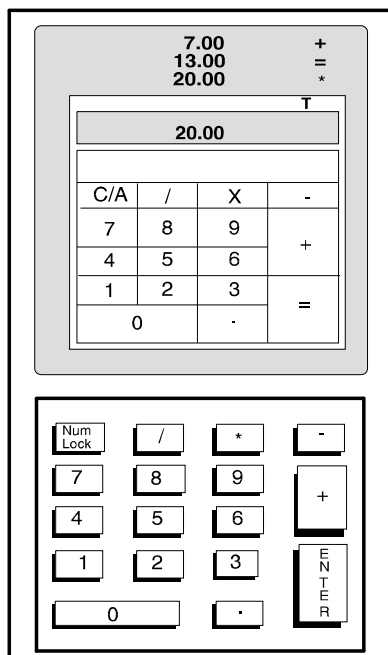 7.00 +
13.00 =
20.00 *
T
20.00
C/A / X -
7 8 9
+
4 5 6
1 2 3
=
0 .
Num
Lock / * -
7 8 9
+
4 5 6
1 2 3
ENTER
0 .